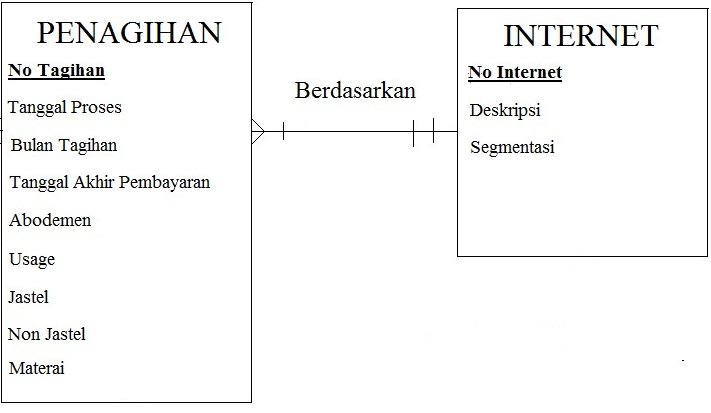 PENAGIHAN
No Tagihan
Tanggal Proses
Bulan Tagihan
Tanggal Akhir Pembayaran
Abodemen
Usage
Jastel
Non Jastel
Materai
Berdasarkan
INTERNET
No Internet
Deskripsi
Segmentasi